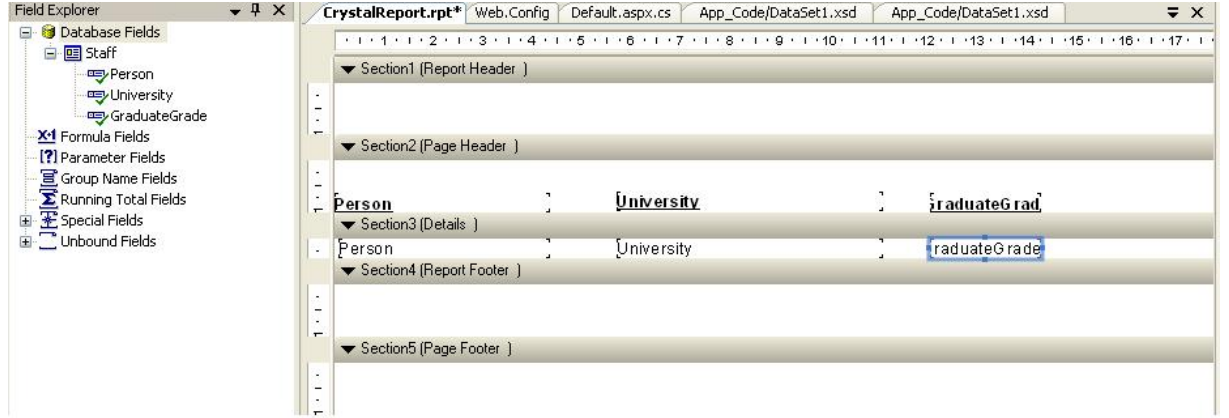 Field Explorer
Database Fields
Staff
Person
University
GraduateGrade
Formula Fields
Parameter Fields
Group Name Fields
Running Total Fields
Special Fields
Unbound Fields
CrystalReport.rpt* Web.Config Default.aspx.cs App_Code/DataSet1.xsd App_Code/DataSet1.xsd
1 2 3 4 5 6 7 8 9 10 11 12 13 14 15 16 17
Section1 (Report Header )
Section2 (Page Header )
Person University GraduateGrad
Section3 (Details )
Person University raduateGrade
Section4 (Report Footer )
Section5 (Page Footer )